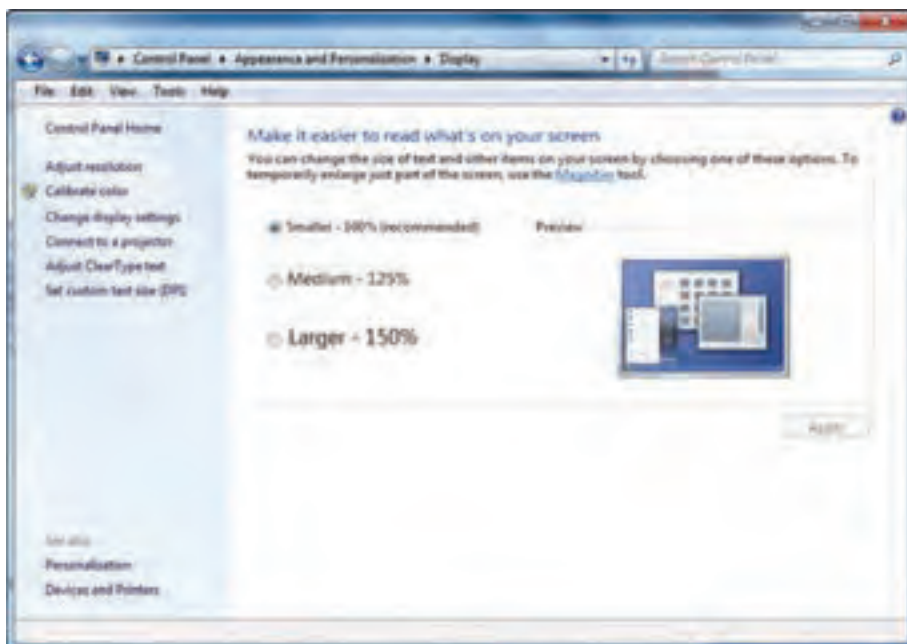 Control Panel ▸ Appearance and Personalization ▸ Display
Search Control Panel
File Edit View Tools Help
Control Panel Home
Adjust resolution
Calibrate color
Change display settings
Connect to a projector
Adjust ClearType text
Set custom text size (DPI)
See also
Personalization
Devices and Printers
Make it easier to read what's on your screen
You can change the size of text and other items on your screen by choosing one of these options. To
temporarily enlarge just part of the screen, use the Magnifier tool.
Smaller - 100% (recommended)
Preview
Medium - 125%
Larger - 150%
Apply